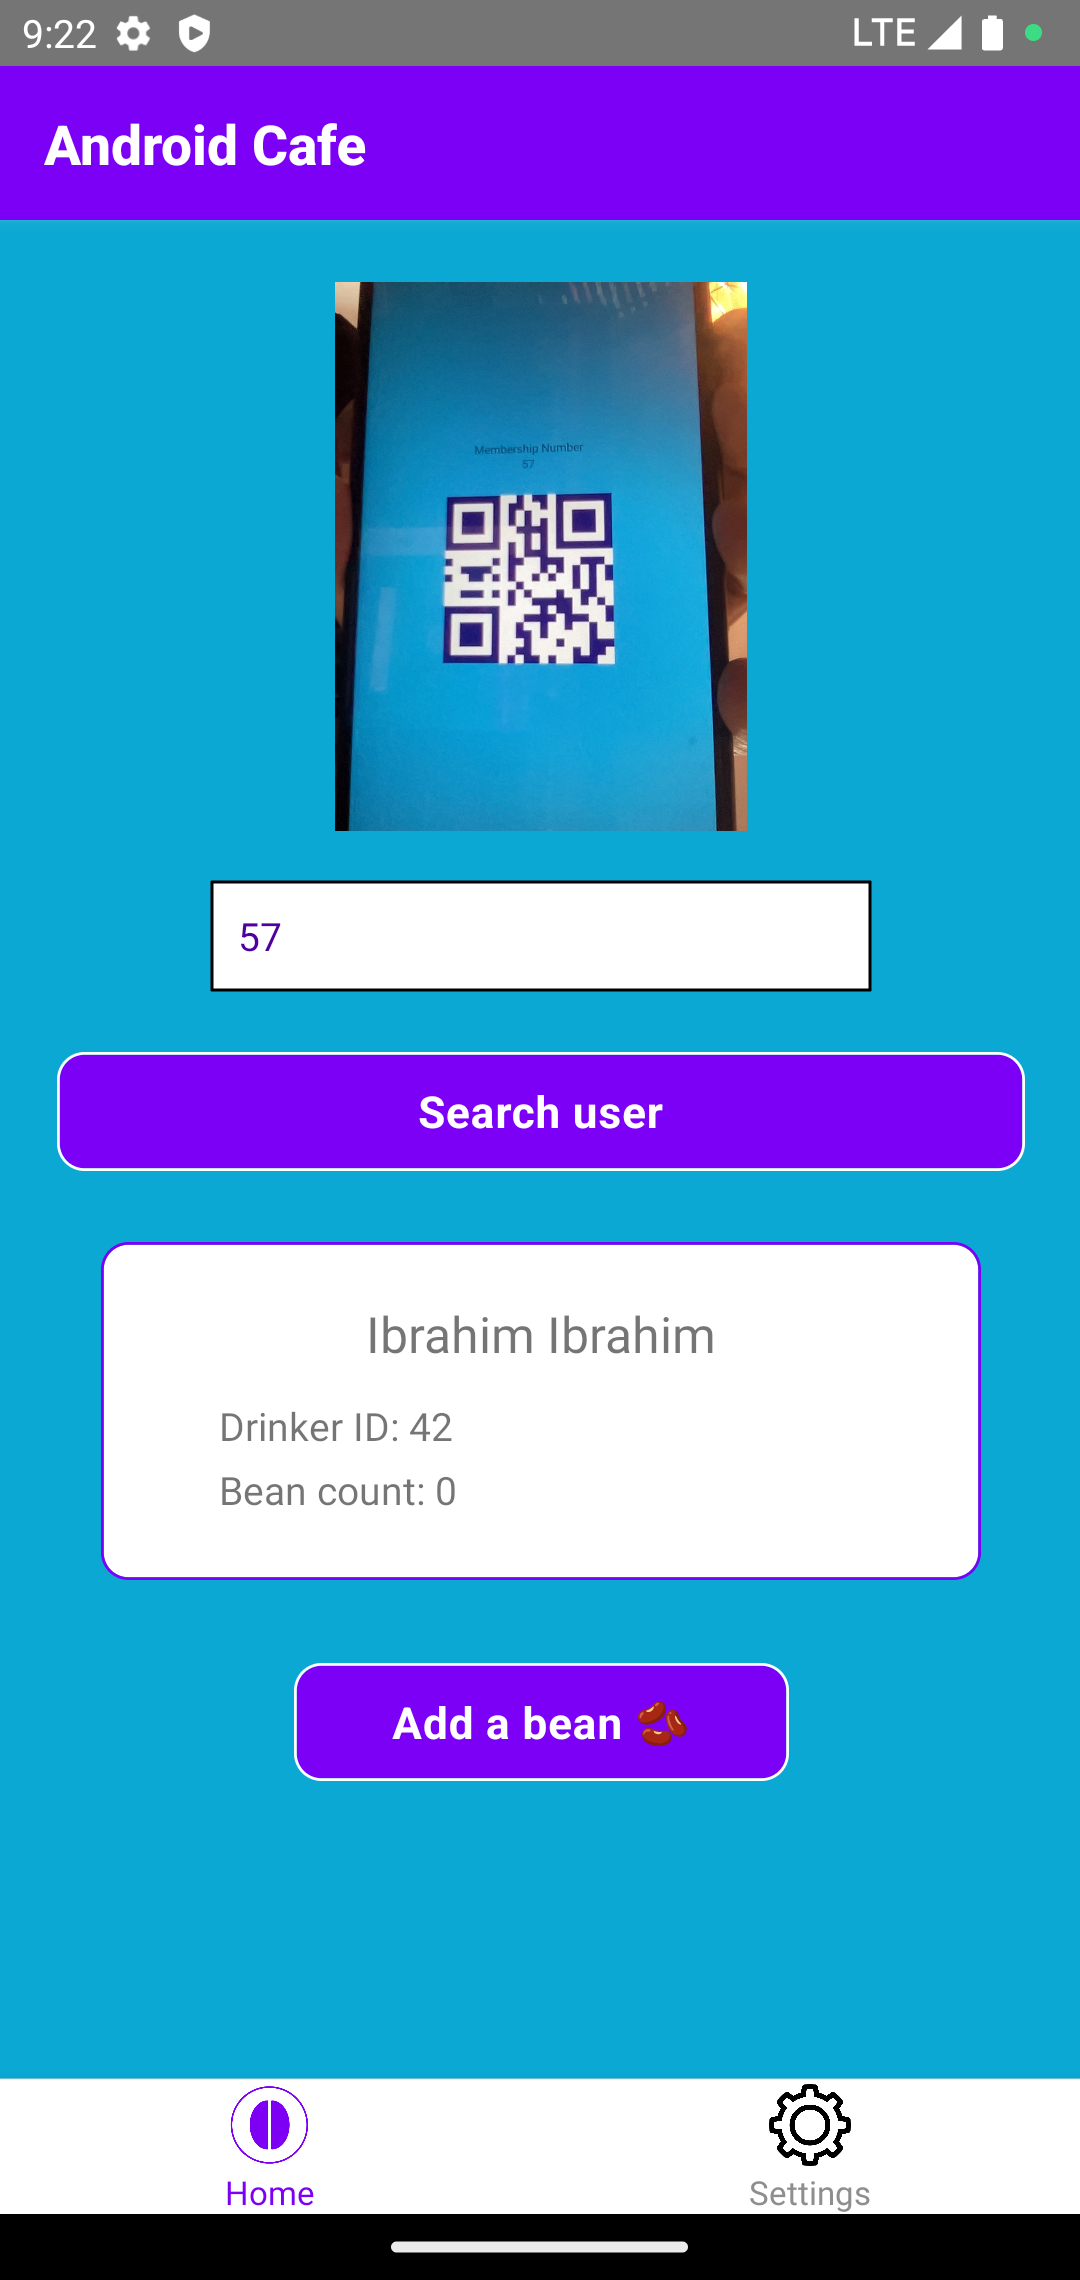 9:22
LTE
Android Cafe
Membership Number
57
57
Search user
Ibrahim Ibrahim
Drinker ID: 42
Bean count: 0
Add a bean 🫘
Home
Settings